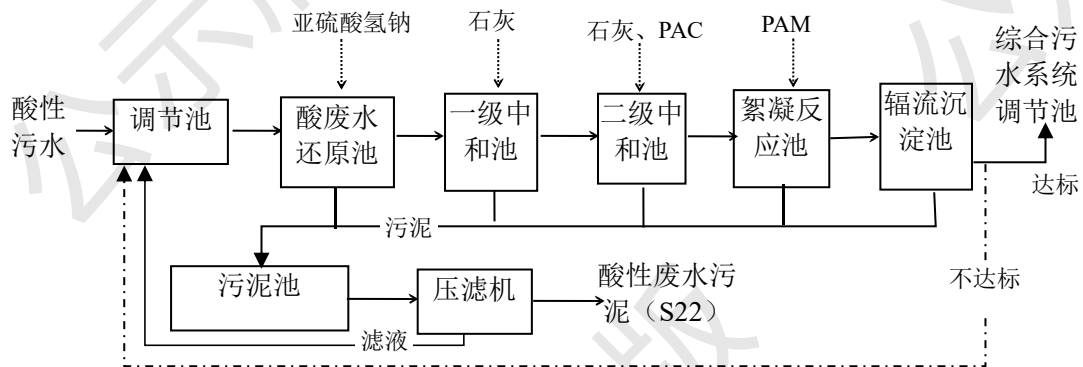 亚硫酸氢钠
石灰
石灰、PAC
PAM
综合污
水系统
调节池
酸性
污水
调节池
酸废水
还原池
一级中
和池
二级中
和池
絮凝反
应池
辐流沉
淀池
达标
污泥
不达标
污泥池
压滤机
酸性废水污
泥（S22）
滤液
公示
版